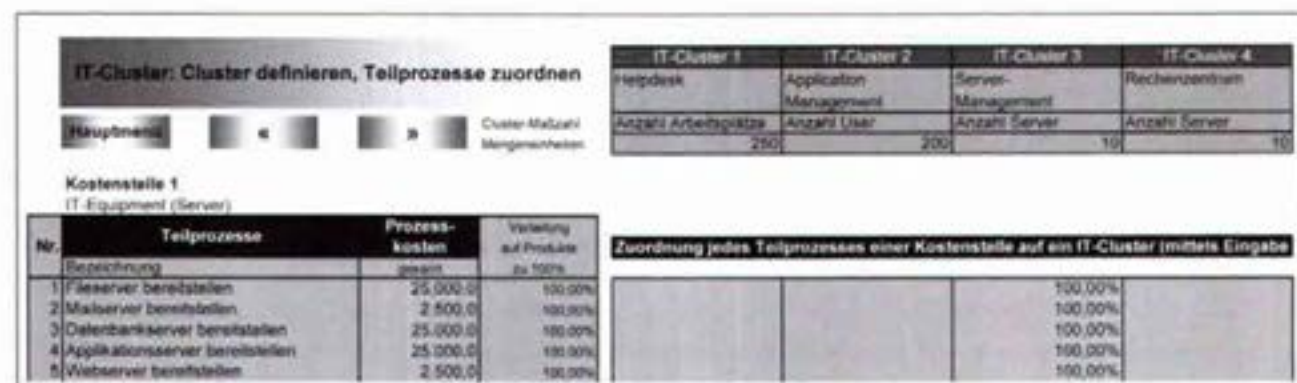 IT-Cluster: Cluster definieren, Teilprozesse zuordnen
Hauptmenü « »
Cluster-Maßzahl
Mengeneinheiten
IT-Cluster 1 IT-Cluster 2 IT-Cluster 3 IT-Cluster 4
Helpdesk Application Management Server-Management Rechenzentrum
Anzahl Arbeitsplätze Anzahl User Anzahl Server Anzahl Server
250 200 10 10
Kostenstelle 1
IT-Equipment (Server)
Nr. Teilprozesse Prozess-kosten Verteilung auf Produkte
Bezeichnung gesamt zu 100%
Zuordnung jedes Teilprozesses einer Kostenstelle auf ein IT-Cluster (mittels Eingabe
1 Fileserver bereitstellen 25.000,0 100,00% 100,00%
2 Mailserver bereitstellen 2.500,0 100,00% 100,00%
3 Datenbankserver bereitstellen 25.000,0 100,00% 100,00%
4 Applikationsserver bereitstellen 25.000,0 100,00% 100,00%
5 Webserver bereitstellen 2.500,0 100,00% 100,00%